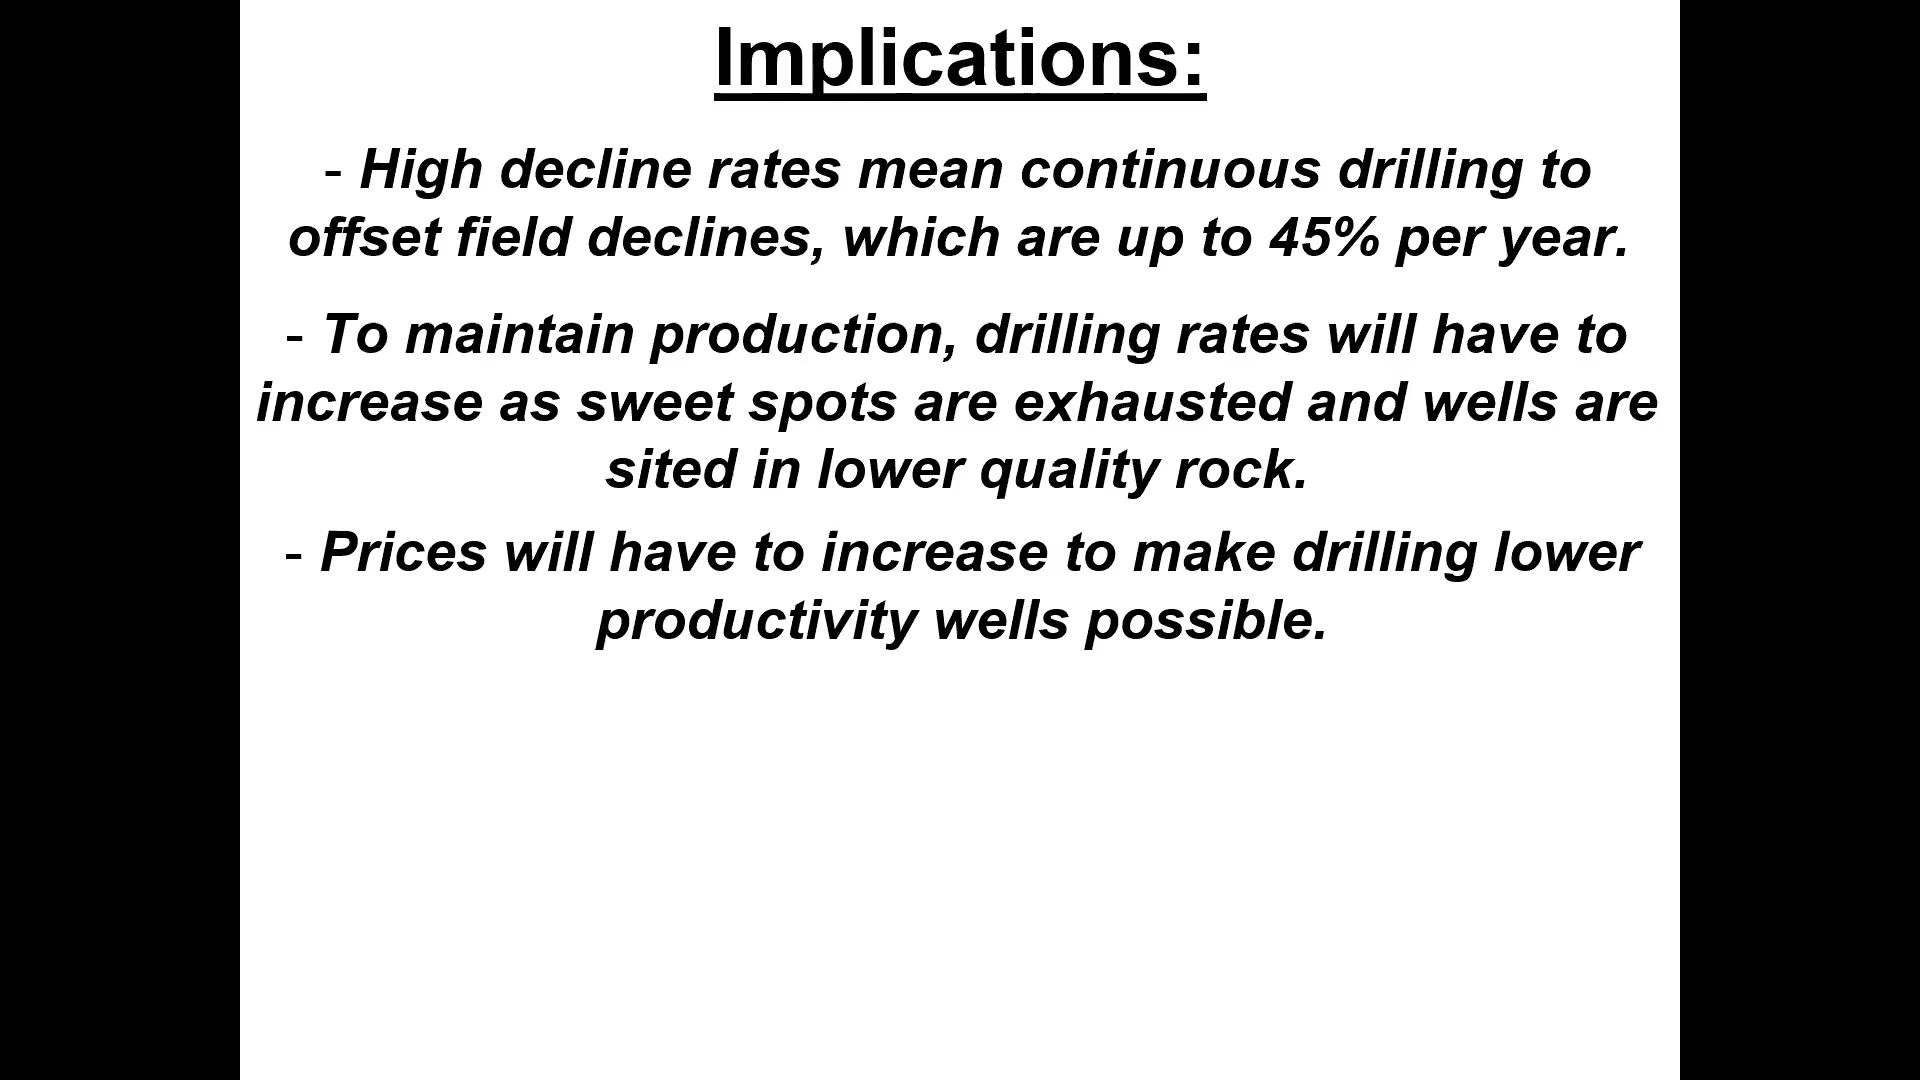 Implications:
- High decline rates mean continuous drilling to
offset field declines, which are up to 45% per year.
- To maintain production, drilling rates will have to
increase as sweet spots are exhausted and wells are
sited in lower quality rock.
- Prices will have to increase to make drilling lower
productivity wells possible.